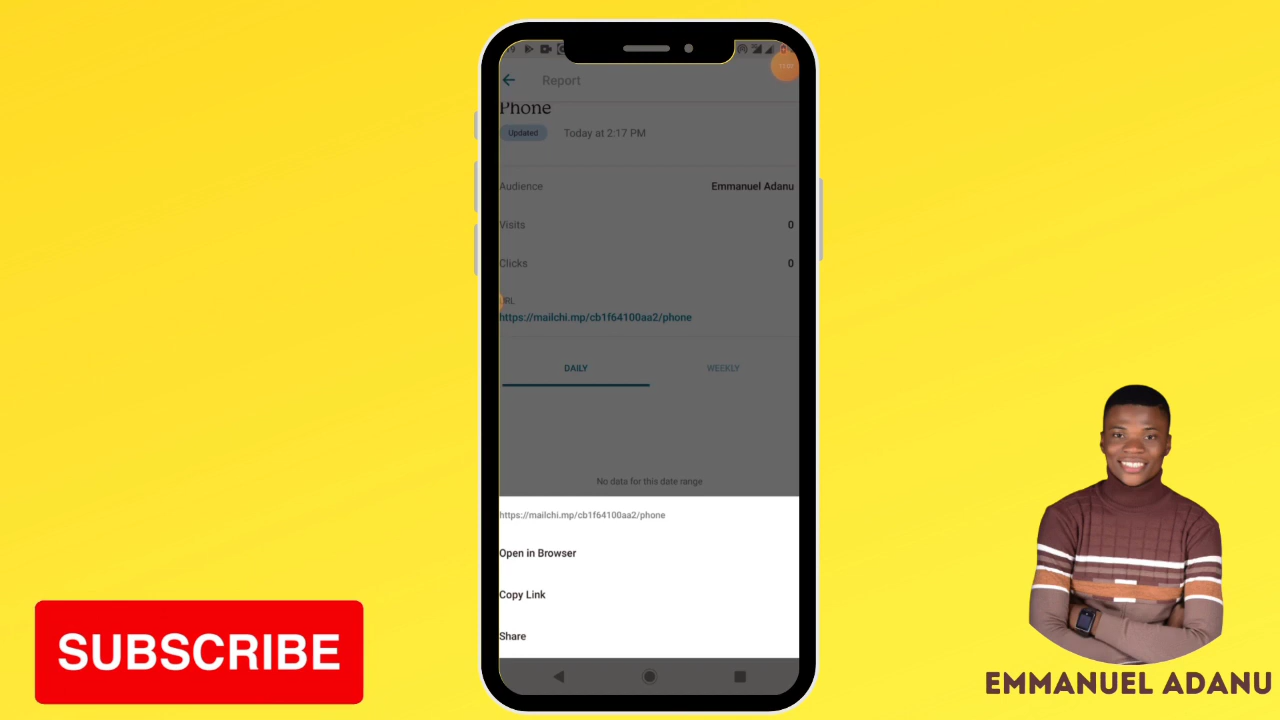 Report
Phone
Updated
Today at 2:17 PM
Audience
Emmanuel Adanu
Visits
0
Clicks
0
URL
https://mailchi.mp/cb1f64100aa2/phone
DAILY
WEEKLY
No data for this date range
https://mailchi.mp/cb1f64100aa2/phone
Open in Browser
Copy Link
Share
SUBSCRIBE
EMMANUEL ADANU